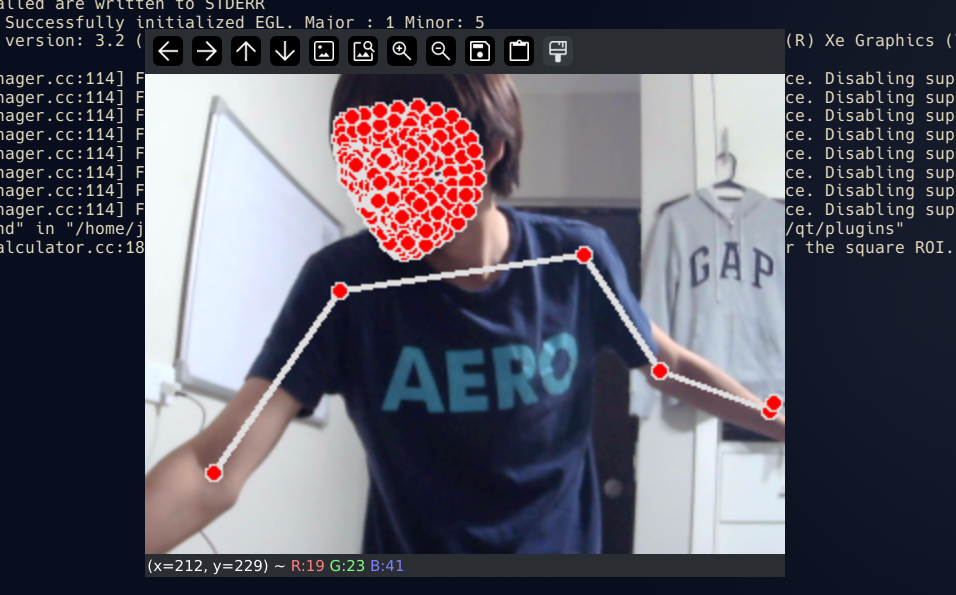 alled are written to STDERR
Successfully initialized EGL. Major : 1 Minor: 5
version: 3.2 ( (R) Xe Graphics (
nager.cc:114] F ce. Disabling sup
nager.cc:114] F ce. Disabling sup
nager.cc:114] F ce. Disabling sup
nager.cc:114] F ce. Disabling sup
nager.cc:114] F ce. Disabling sup
nager.cc:114] F ce. Disabling sup
nager.cc:114] F ce. Disabling sup
nager.cc:114] F ce. Disabling sup
nd" in "/home/j /qt/plugins"
alculator.cc:18 r the square ROI.
GAP
AERO
(x=212, y=229) ~ R:19 G:23 B:41